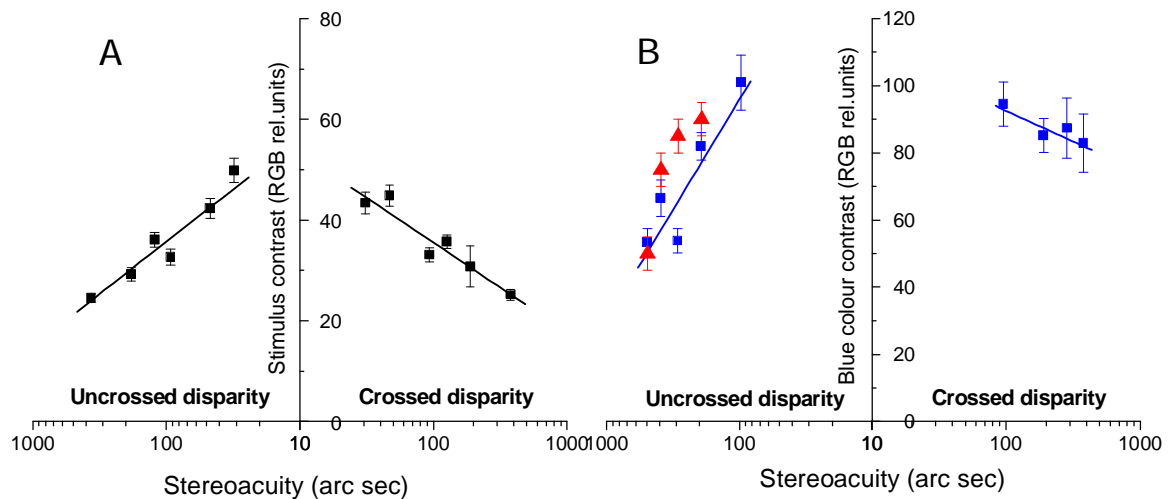 A
Stimulus contrast (RGB rel.units)
80
60
40
20
0
Uncrossed disparity
Crossed disparity
1000
100
10
100
1000
Stereoacuity (arc sec)
B
Blue colour contrast (RGB rel.units)
120
100
80
60
40
20
0
Uncrossed disparity
Crossed disparity
1000
100
10
100
1000
Stereoacuity (arc sec)